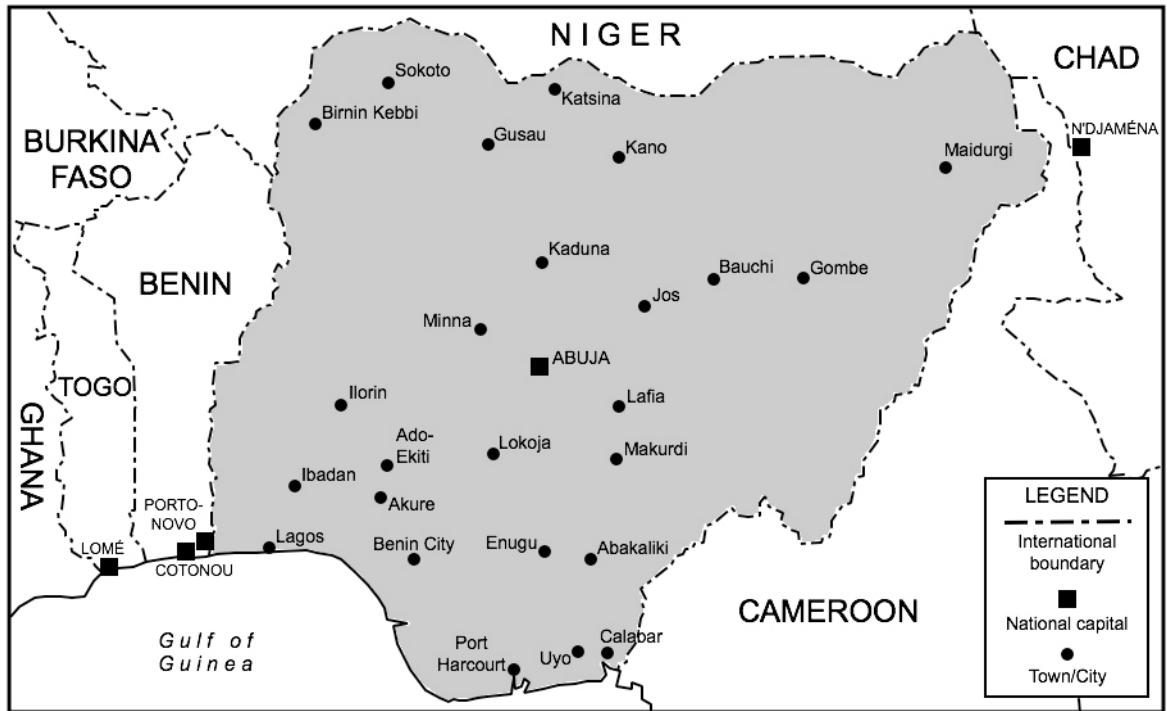 NIGER
CHAD
Sokoto
Katsina
Birnin Kebbi
Gusau
Kano
N'DJAMÉNA
BURKINA
FASO
Maidurgi
Kaduna
Bauchi
Gombe
BENIN
Jos
Minna
ABUJA
TOGO
Ilorin
Lafia
GHANA
Ado-
Ekiti
Lokoja
Makurdi
Ibadan
Akure
PORTO-
NOVO
LOMÉ
COTONOU
Lagos
Benin City
Enugu
Abakaliki
CAMEROON
Gulf of
Guinea
Port
Harcourt
Uyo
Calabar
LEGEND
International
boundary
National capital
Town/City